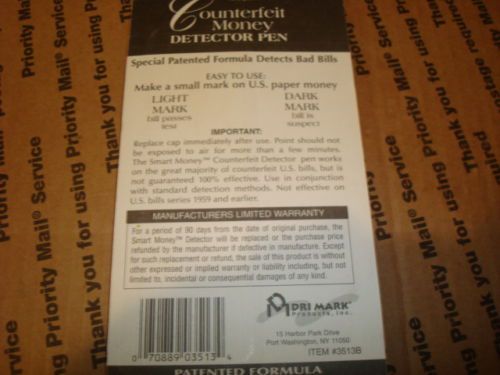 Counterfeit
Money
DETECTOR PEN
Special Patented Formula Detects Bad Bills
EASY TO USE:
Make a small mark on U.S. paper money
LIGHT
MARK
bill passes
test
DARK
MARK
bill is
suspect
IMPORTANT:
Replace cap immediately after use. Point should not
be exposed to air for more than a few minutes.
The Smart Money™ Counterfeit Detector pen works
on the great majority of counterfeit U.S. bills, but is
not guaranteed 100% effective. Use in conjunction
with standard detection methods. Not effective on
U.S. bills series 1959 and earlier.
MANUFACTURERS LIMITED WARRANTY
For a period of 90 days from the date of original purchase, the
Smart Money™ Detector will be replaced or the purchase price
refunded by the manufacturer if defective in manufacture. Except
for such replacement or refund, the sale of this product is without
other expressed or implied warranty or liability including, but not
limited to, incidental or consequential damages of any kind.
DRI MARK
Products, Inc.
15 Harbor Park Drive
Port Washington, NY 11050
ITEM #3513B
0 70889 03513 4
PATENTED FORMULA
Priority Mail® Service
Thank you for using Priority Mail® Service
Thank you for using Priority Mail® Service
Thank you for using